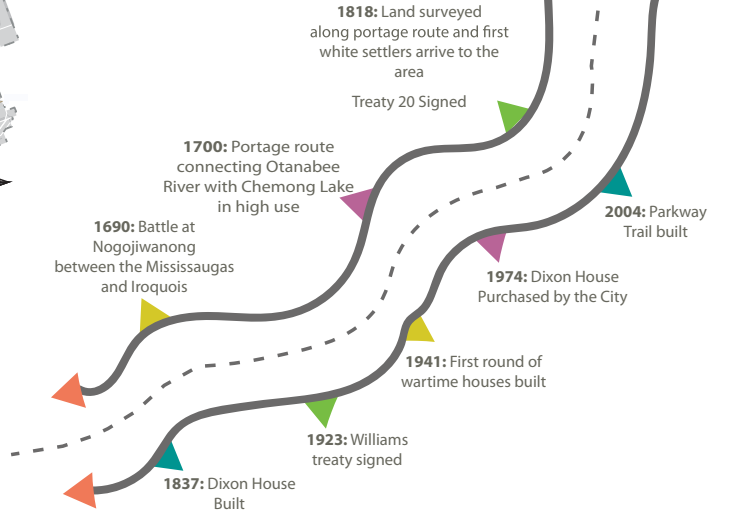 1818: Land surveyed
along portage route and first
white settlers arrive to the
area
Treaty 20 Signed
1700: Portage route
connecting Otanabee
River with Chemong Lake
in high use
1690: Battle at
Nogojiwanong
between the Mississaugas
and Iroquois
2004: Parkway
Trail built
1974: Dixon House
Purchased by the City
1941: First round of
wartime houses built
1923: Williams
treaty signed
1837: Dixon House
Built